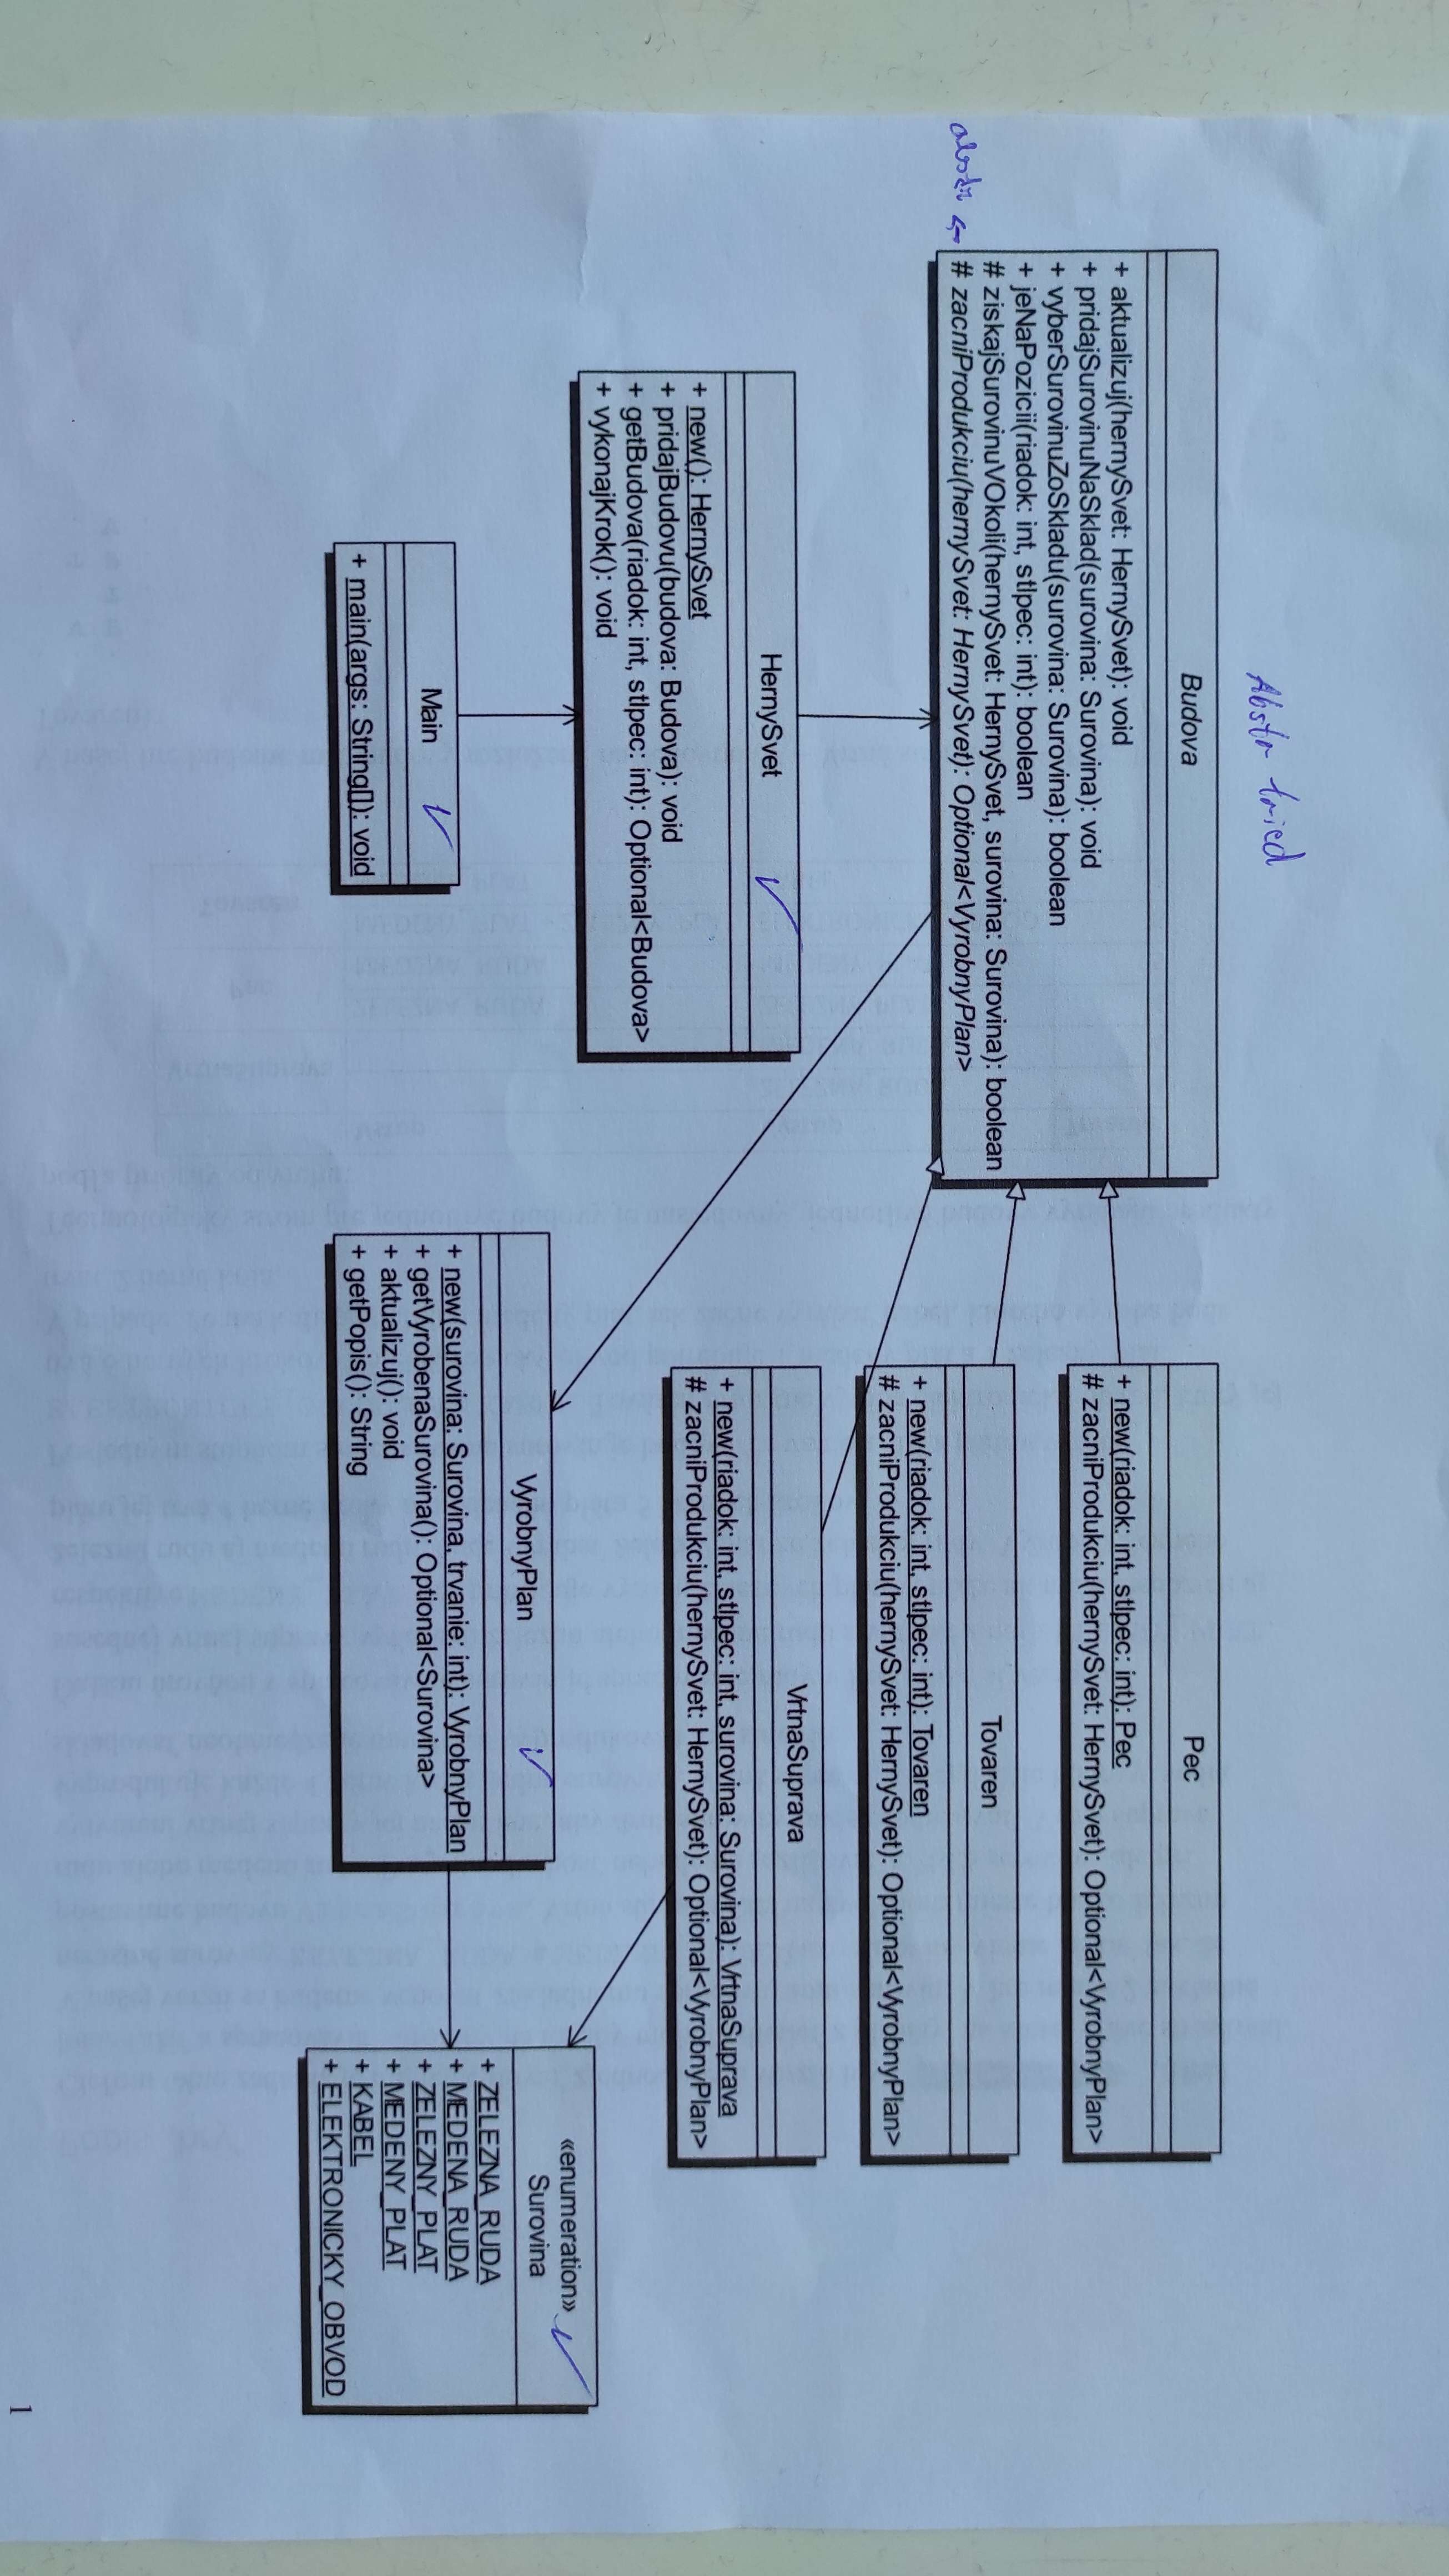 Abstr tried
Budova
+ aktualizuj(hernySvet: HernySvet): void
+ pridajSurovinuNaSklad(surovina: Surovina): void
+ vyberSurovinuZoSkladu(surovina: Surovina): boolean
+ jeNaPozicii(riadok: int, stlpec: int): boolean
# ziskajSurovinuVOkoli(hernySvet: HernySvet, surovina: Surovina): boolean
abstr ← # zacniProdukciu(hernySvet: HernySvet): Optional<VyrobnyPlan>
Pec
+ new(riadok: int, stlpec: int): Pec
# zacniProdukciu(hernySvet: HernySvet): Optional<VyrobnyPlan>
Tovaren
+ new(riadok: int, stlpec: int): Tovaren
# zacniProdukciu(hernySvet: HernySvet): Optional<VyrobnyPlan>
VrtnaSuprava
+ new(riadok: int, stlpec: int, surovina: Surovina): VrtnaSuprava
# zacniProdukciu(hernySvet: HernySvet): Optional<VyrobnyPlan>
HernySvet
+ new(): HernySvet
+ pridajBudovu(budova: Budova): void
+ getBudova(riadok: int, stlpec: int): Optional<Budova>
+ vykonajKrok(): void
Main
+ main(args: String[]): void
VyrobnyPlan
+ new(surovina: Surovina, trvanie: int): VyrobnyPlan
+ getVyrobenaSurovina(): Optional<Surovina>
+ aktualizuj(): void
+ getPopis(): String
«enumeration»
Surovina
+ ZELEZNA_RUDA
+ MEDENA_RUDA
+ ZELEZNY_PLAT
+ MEDENY_PLAT
+ KABEL
+ ELEKTRONICKY_OBVOD
1